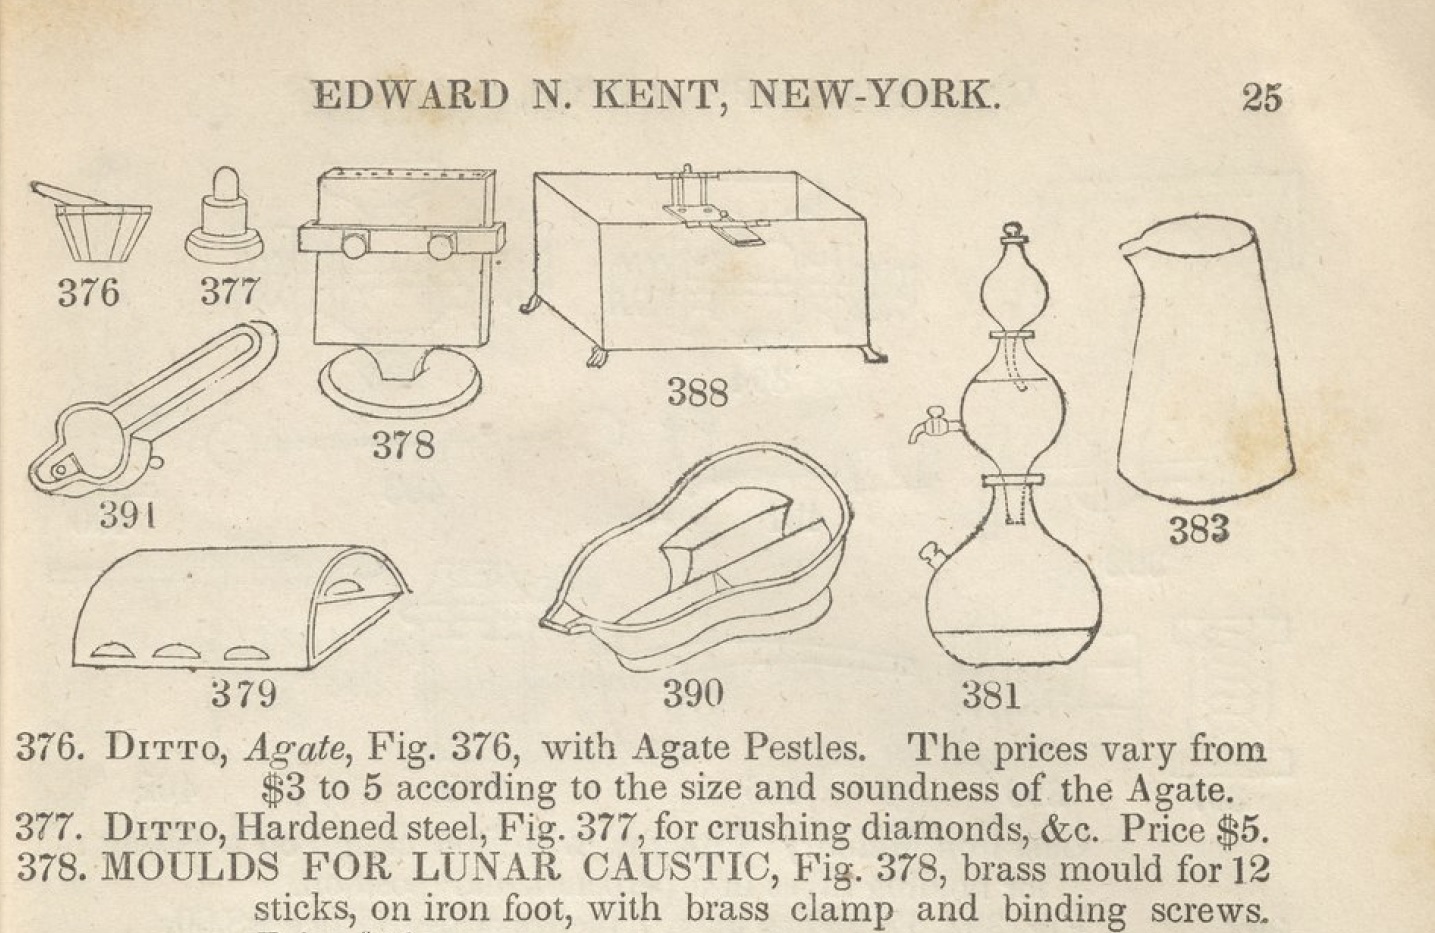 EDWARD N. KENT, NEW-YORK. 25
376 377
388
378
391
383
379 390 381
376. DITTO, Agate, Fig. 376, with Agate Pestles. The prices vary from
$3 to 5 according to the size and soundness of the Agate.
377. DITTO, Hardened steel, Fig. 377, for crushing diamonds, &c. Price $5.
378. MOULDS FOR LUNAR CAUSTIC, Fig. 378, brass mould for 12
sticks, on iron foot, with brass clamp and binding screws.